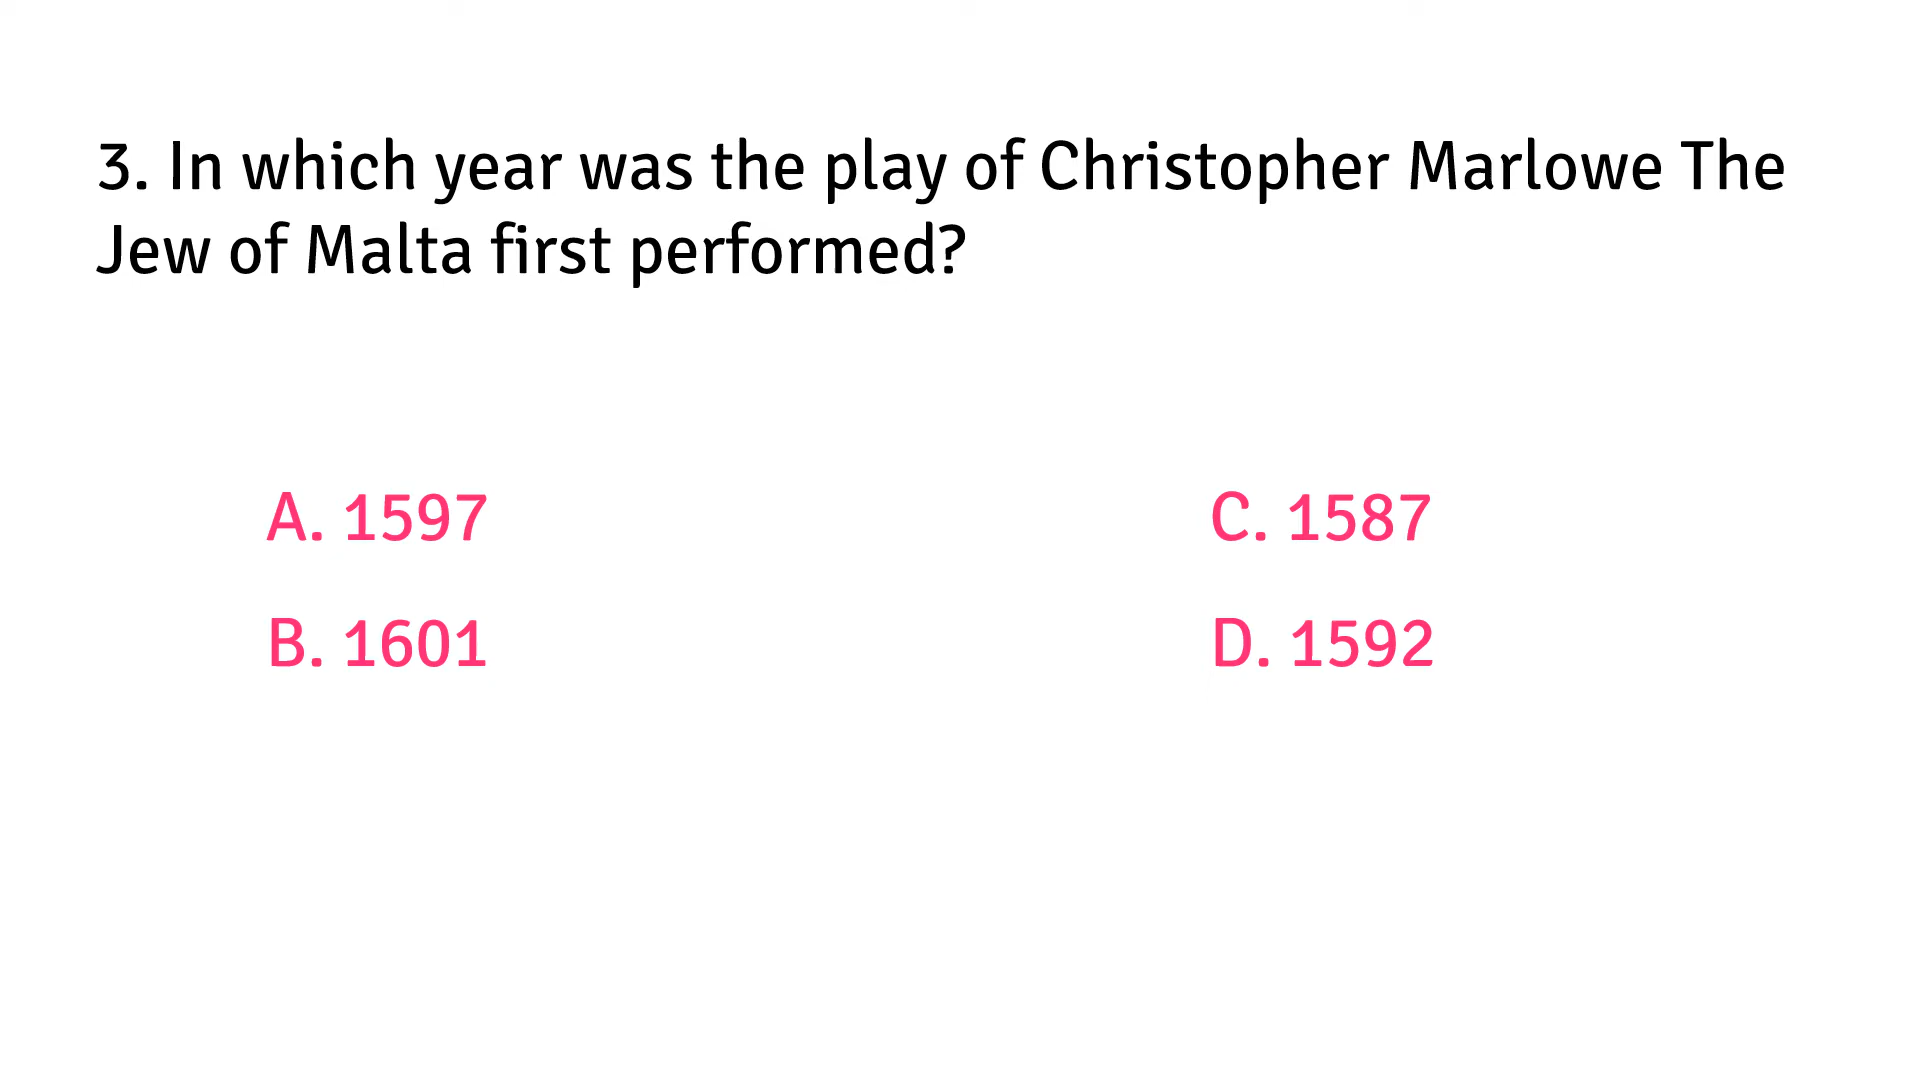 3. In which year was the play of Christopher Marlowe The
Jew of Malta first performed?
A. 1597
B. 1601
C. 1587
D. 1592